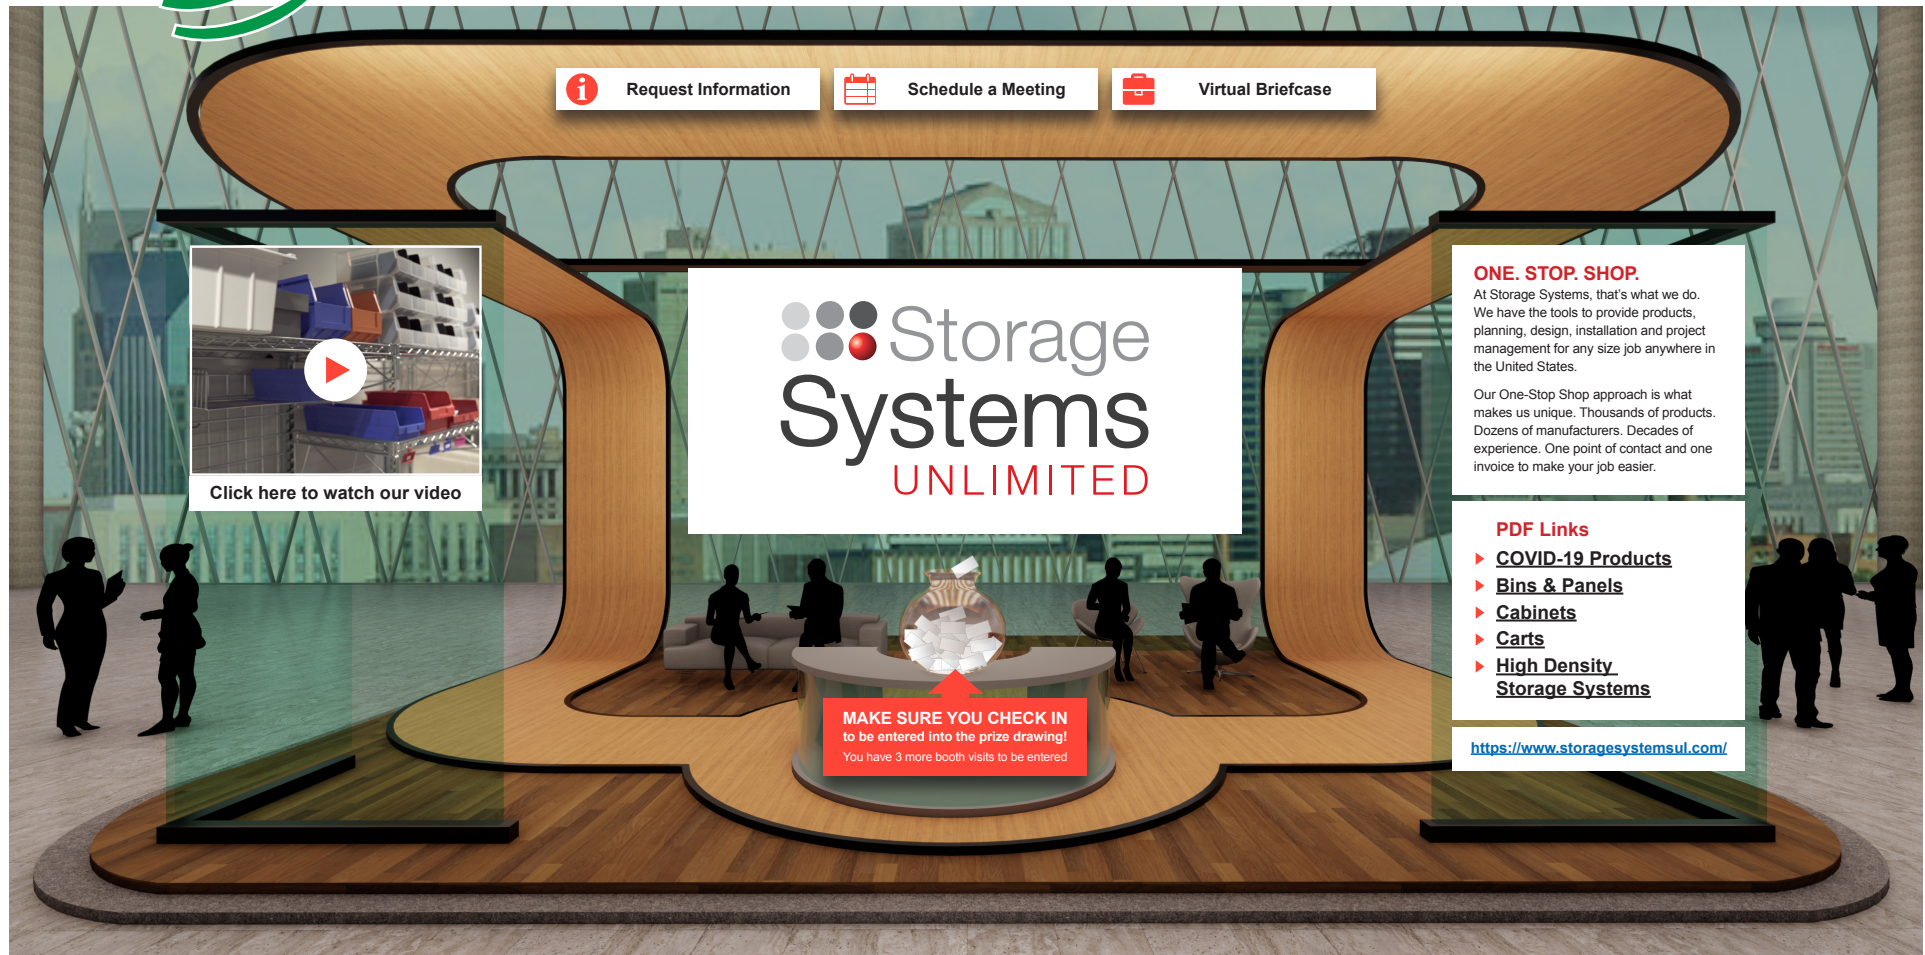 Request Information
Schedule a Meeting
Virtual Briefcase
Click here to watch our video
Storage
Systems
UNLIMITED
MAKE SURE YOU CHECK IN
to be entered into the prize drawing!
You have 3 more booth visits to be entered
ONE. STOP. SHOP.
At Storage Systems, that's what we do.
We have the tools to provide products,
planning, design, installation and project
management for any size job anywhere in
the United States.
Our One-Stop Shop approach is what
makes us unique. Thousands of products.
Dozens of manufacturers. Decades of
experience. One point of contact and one
invoice to make your job easier.
PDF Links
COVID-19 Products
Bins & Panels
Cabinets
Carts
High Density
Storage Systems
https://www.storagesystemsul.com/